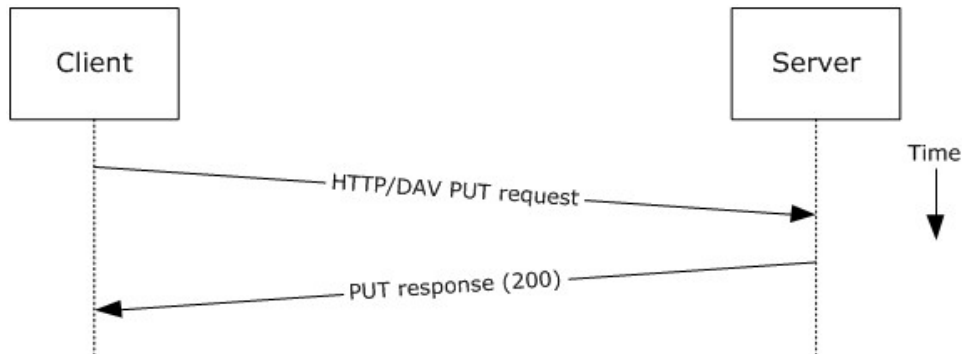 Client
Server
Time
HTTP/DAV PUT request
PUT response (200)